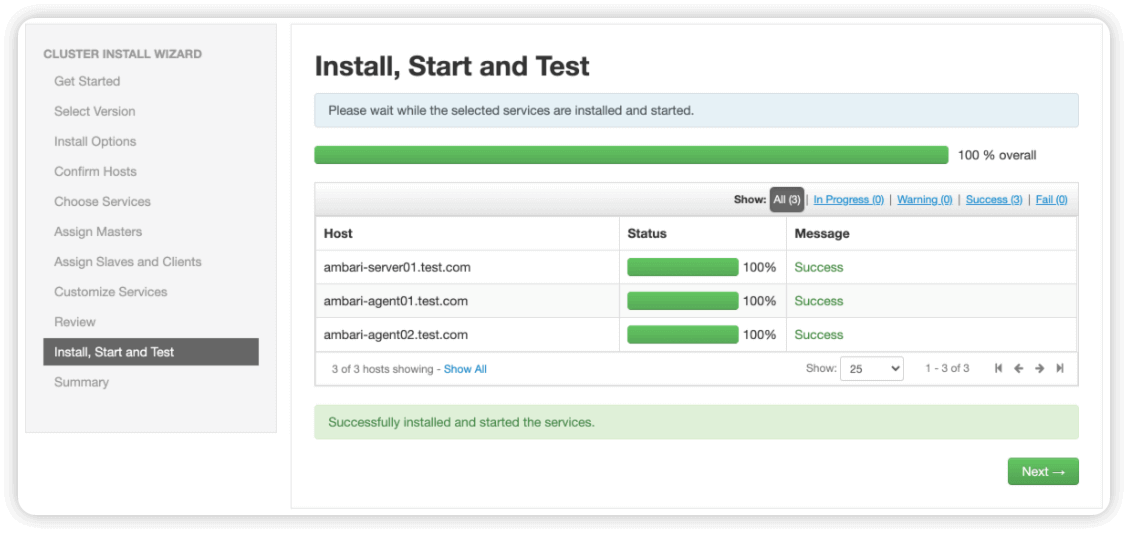 CLUSTER INSTALL WIZARD
Get Started
Select Version
Install Options
Confirm Hosts
Choose Services
Assign Masters
Assign Slaves and Clients
Customize Services
Review
Install, Start and Test
Summary
Install, Start and Test
Please wait while the selected services are installed and started.
100 % overall
Show: All (3) | In Progress (0) | Warning (0) | Success (3) | Fail (0)
Host Status Message
ambari-server01.test.com 100% Success
ambari-agent01.test.com 100% Success
ambari-agent02.test.com 100% Success
3 of 3 hosts showing - Show All Show: 25 1 - 3 of 3
Successfully installed and started the services.
Next →